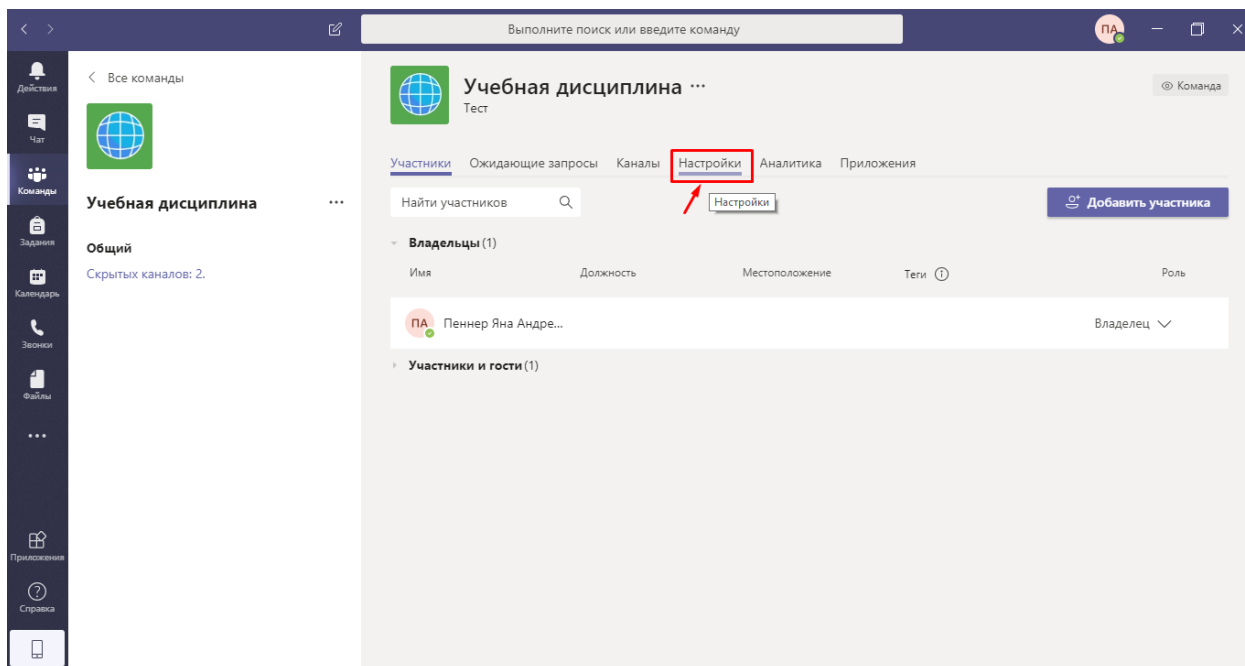 Выполните поиск или введите команду
ПА
Действия
Чат
Команды
Задания
Календарь
Звонки
Файлы
Приложения
Справка
Все команды
Учебная дисциплина ...
Общий
Скрытых каналов: 2.
Учебная дисциплина ...
Тест
Команда
Участники Ожидающие запросы Каналы Настройки Аналитика Приложения
Найти участников
Настройки
Добавить участника
Владельцы (1)
Имя Должность Местоположение Теги Роль
ПА Пеннер Яна Андре... Владелец
Участники и гости (1)